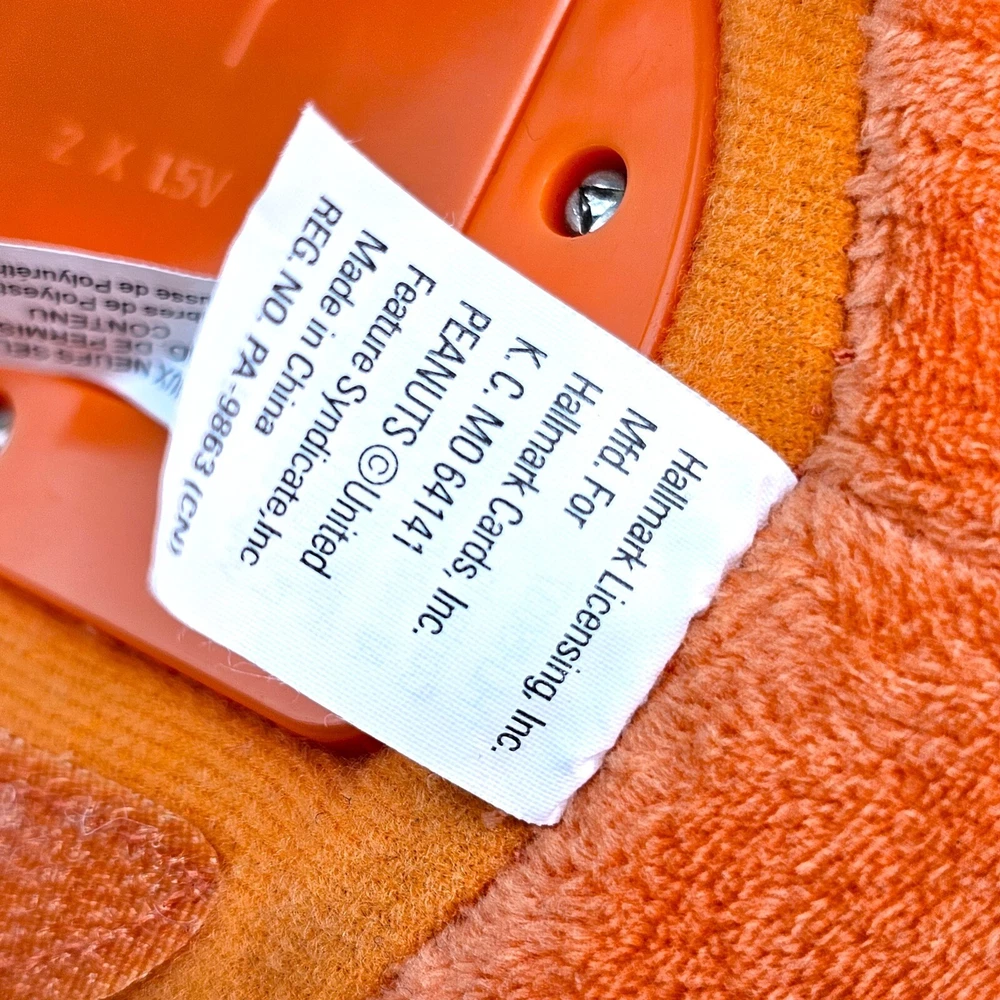 Hallmark Licensing, Inc.
Mfd. For
Hallmark Cards, Inc.
K. C. MO 64141
PEANUTS © United
Feature Syndicate,Inc
Made in China
REG. NO. PA-9863 (CN)
2 X 1.5V
CONTENU